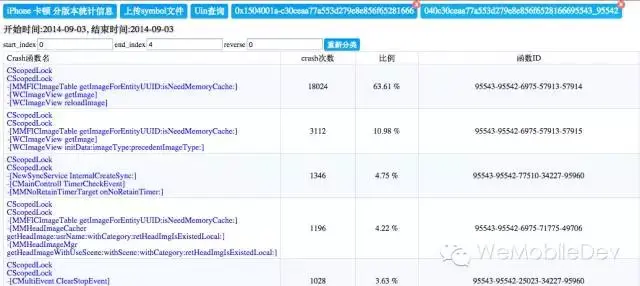 iPhone 卡顿 分版本统计信息 上传symbol文件 Uin查询 0x1504001a-c30ceaa77a553d279e8e856f65281666 040c30ceaa77a553d279e8e856f6528166695543_95542
开始时间:2014-09-03, 结束时间:2014-09-03
start_index 0 end_index 4 reverse 0 重新分类
Crash函数名 crash次数 比例 函数ID
CScopedLock
CScopedLock
-[MMFICImageTable getImageForEntityUUID:isNeedMemoryCache:]
-[WCImageView getImage]
-[WCImageView reloadImage]
18024 63.61 % 95543-95542-6975-57913-57914
CScopedLock
CScopedLock
-[MMFICImageTable getImageForEntityUUID:isNeedMemoryCache:]
-[WCImageView getImage]
-[WCImageView initData:imageType:precedentImageType:]
3112 10.98 % 95543-95542-6975-57913-57915
CScopedLock
CScopedLock
-[NewSyncService InternalCreateSync:]
-[CMainControll TimerCheckEvent]
-[MMNoRetainTimerTarget onNoRetainTimer:]
1346 4.75 % 95543-95542-77510-34227-95960
CScopedLock
CScopedLock
-[MMFICImageTable getImageForEntityUUID:isNeedMemoryCache:]
-[MMHeadImageCacher
getHeadImage:usrName:withCategory:retHeadImgIsExistedLocal:]
-[MMHeadImageMgr
getHeadImageWithUseScene:withScene:withCategory:retHeadImgIsExistedLocal:]
1196 4.22 % 95543-95542-6975-71775-49706
CScopedLock
CScopedLock
-[CMultiEvent ClearStopEvent]
1028 3.63 % 95543-95542-25023-34227-95960
WeMobileDev